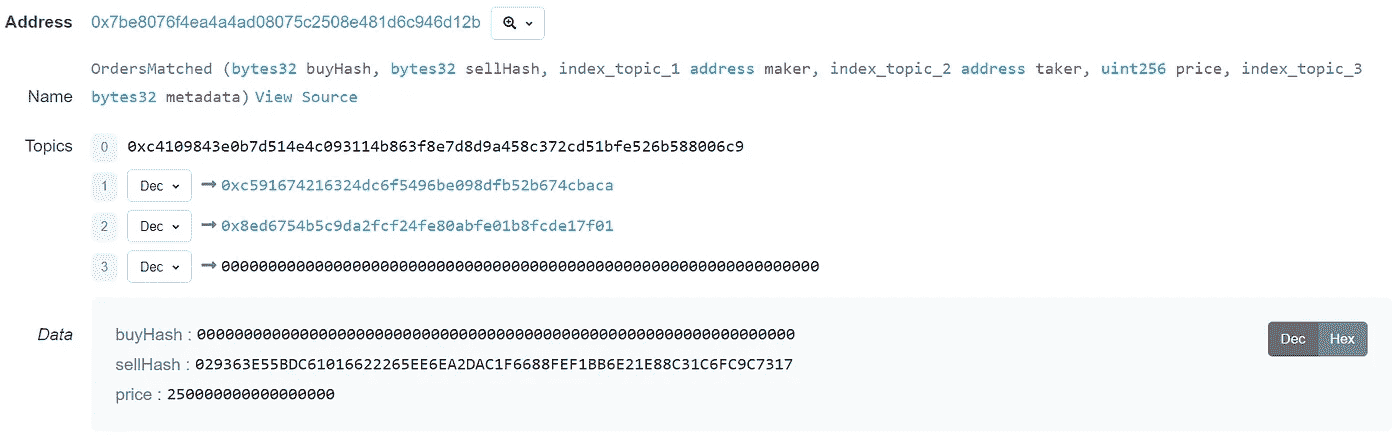 Address 0x7be8076f4ea4a4ad08075c2508e481d6c946d12b
OrdersMatched (bytes32 buyHash, bytes32 sellHash, index_topic_1 address maker, index_topic_2 address taker, uint256 price, index_topic_3
Name bytes32 metadata) View Source
Topics 0 0xc4109843e0b7d514e4c093114b863f8e7d8d9a458c372cd51bfe526b588006c9
1 Dec → 0xc591674216324dc6f5496be098dfb52b674cbaca
2 Dec → 0x8ed6754b5c9da2fcf24fe80abfe01b8fcde17f01
3 Dec → 0000000000000000000000000000000000000000000000000000000000000000
Data buyHash : 0000000000000000000000000000000000000000000000000000000000000000
Dec Hex
sellHash : 029363E55BDC61016622265EE6EA2DAC1F6688FEF1BB6E21E88C31C6FC9C7317
price : 250000000000000000